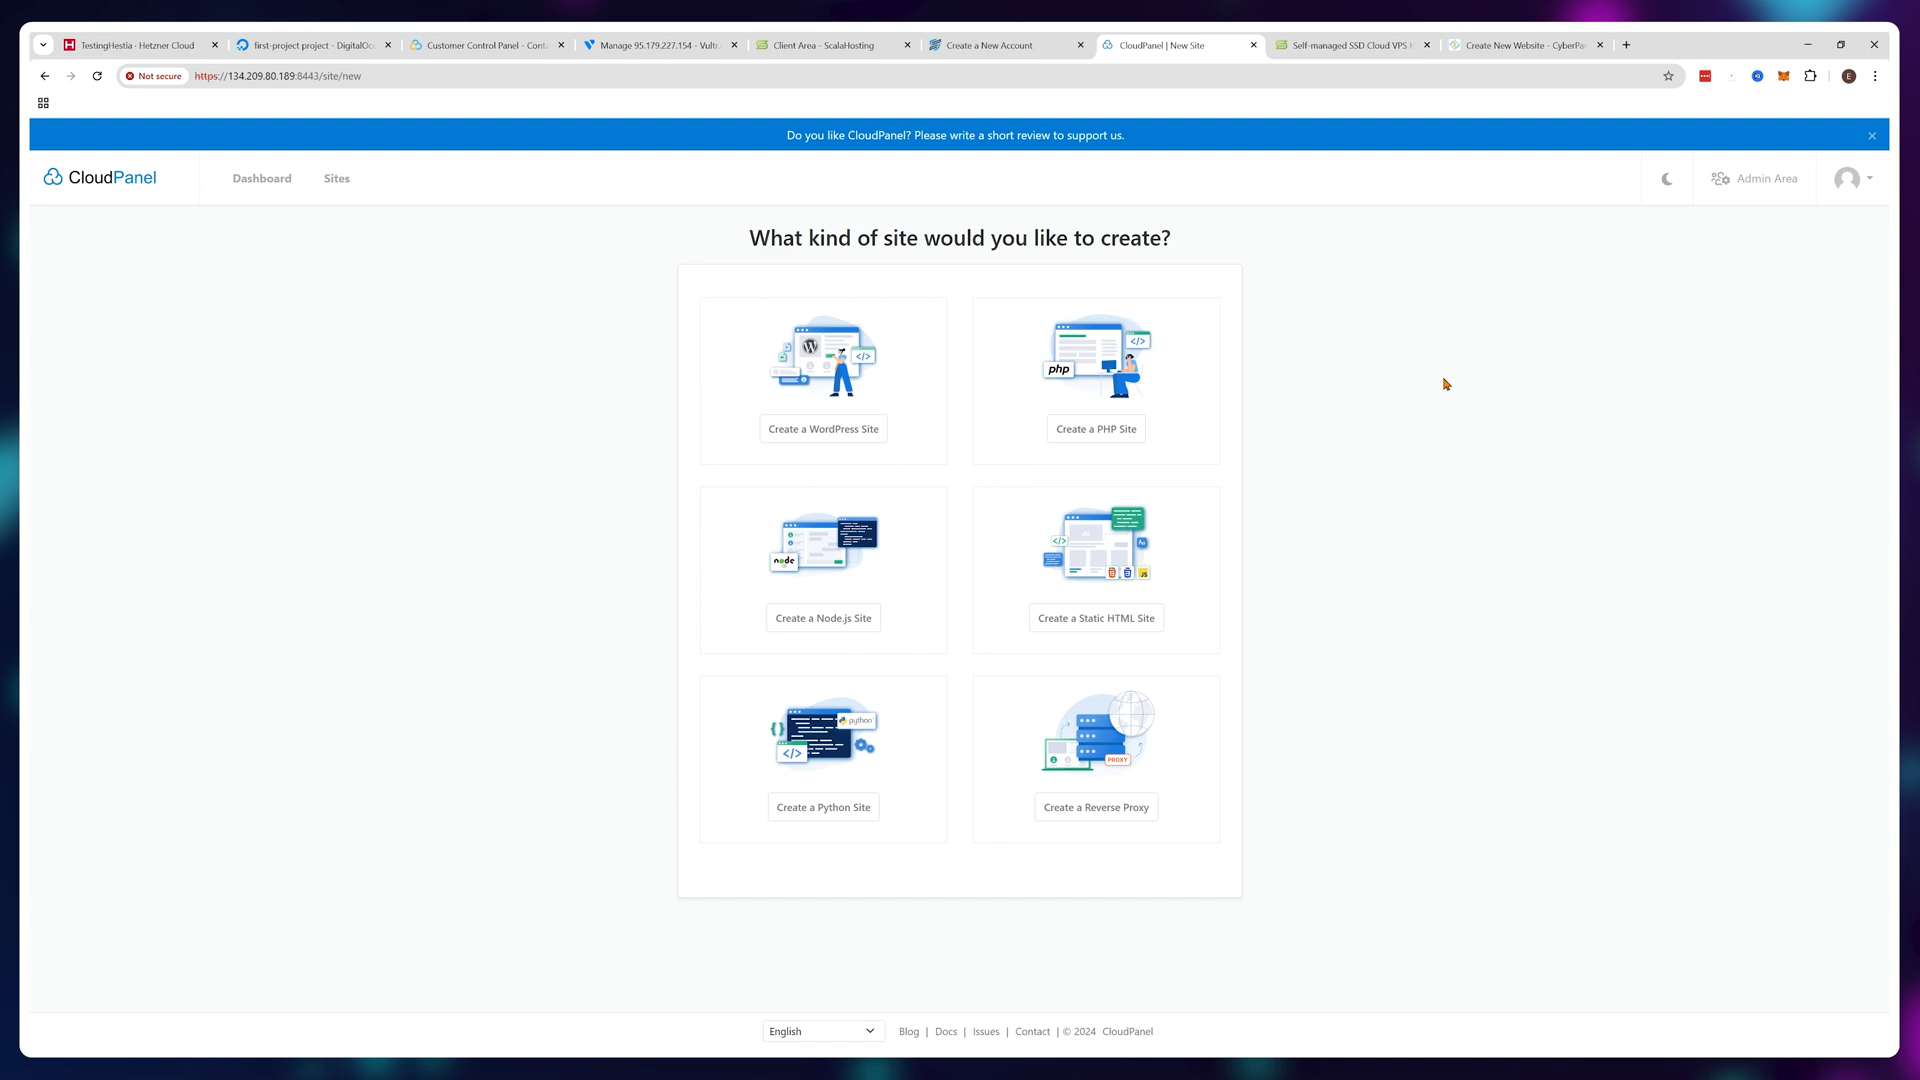 TestingHestia · Hetzner Cloud
first-project project - DigitalOc
Customer Control Panel - Cont
Manage 95.179.227.154 - Vultr
Client Area - ScalaHosting
Create a New Account
CloudPanel | New Site
Self-managed SSD Cloud VPS H
Create New Website - CyberPa
Not secure
https://134.209.80.189:8443/site/new
E
Do you like CloudPanel? Please write a short review to support us.
CloudPanel
Dashboard
Sites
Admin Area
What kind of site would you like to create?
php
Create a WordPress Site
Create a PHP Site
node
Create a Node.js Site
Create a Static HTML Site
python
PROXY
Create a Python Site
Create a Reverse Proxy
English
Blog | Docs | Issues | Contact | © 2024 CloudPanel